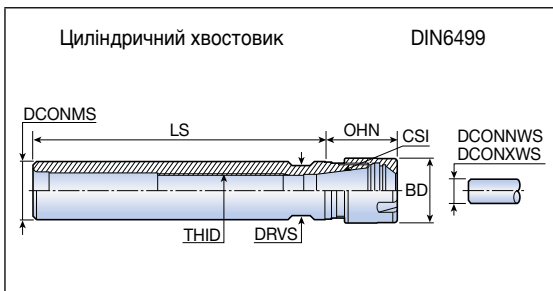 Циліндричний хвостовик
DIN6499
DCONMS
LS
OHN
CSI
DCONNWS
DCONXWS
BD
THID
DRVS